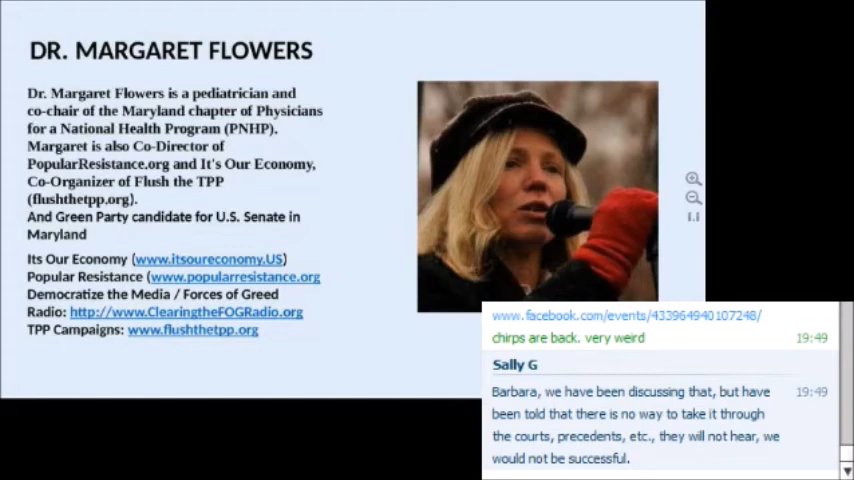 DR. MARGARET FLOWERS
Dr. Margaret Flowers is a pediatrician and
co-chair of the Maryland chapter of Physicians
for a National Health Program (PNHP).
Margaret is also Co-Director of
PopularResistance.org and It's Our Economy,
Co-Organizer of Flush the TPP
(flushthetpp.org).
And Green Party candidate for U.S. Senate in
Maryland
Its Our Economy (www.itsoureconomy.US)
Popular Resistance (www.popularresistance.org
Democratize the Media / Forces of Greed
Radio: http://www.ClearingtheFOGRadio.org
TPP Campaigns: www.flushthetpp.org
www.facebook.com/events/433964940107248/
chirps are back. very weird 19:49
Sally G
Barbara, we have been discussing that, but have 19:49
been told that there is no way to take it through
the courts, precedents, etc., they will not hear, we
would not be successful.